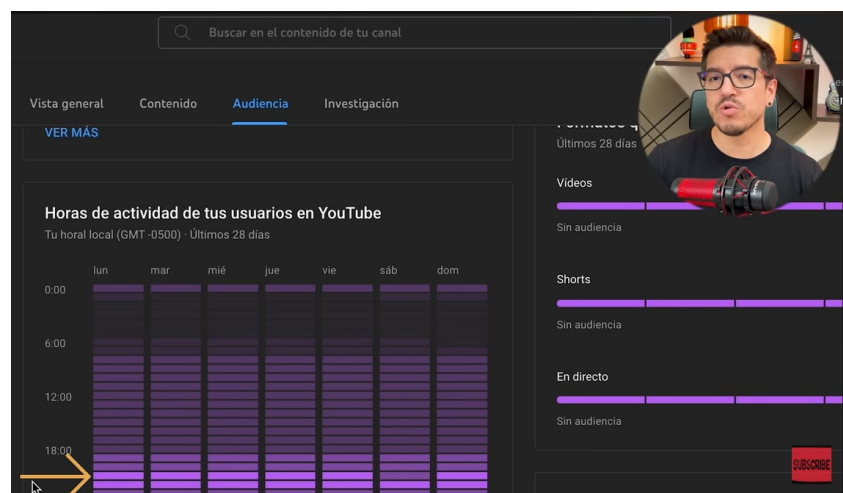 Buscar en el contenido de tu canal
Vista general
Contenido
Audiencia
Investigación
VER MÁS
Horas de actividad de tus usuarios en YouTube
Tu horal local (GMT -0500) · Últimos 28 días
lun mar mié jue vie sáb dom
0:00
6:00
12:00
18:00
Formatos q
Últimos 28 días
Vídeos
Sin audiencia
Shorts
Sin audiencia
En directo
Sin audiencia
SUBSCRIBE